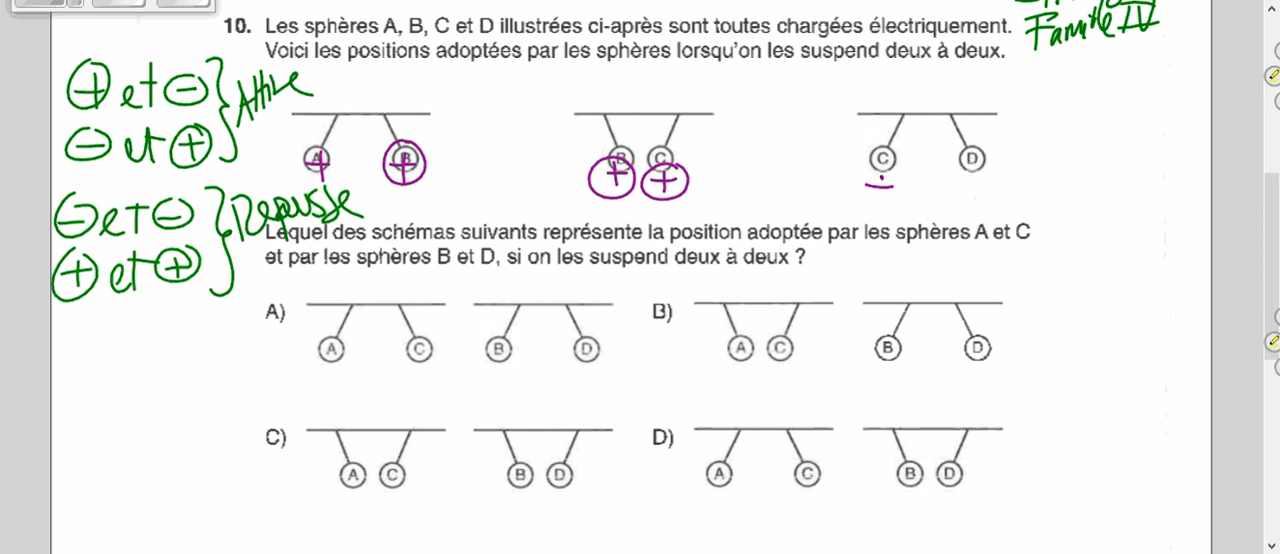 Famille IV
10. Les sphères A, B, C et D illustrées ci-après sont toutes chargées électriquement.
Voici les positions adoptées par les sphères lorsqu'on les suspend deux à deux.
+ et - } Attire
- et +
A + B + B + C + C - D
- et - } Repousse
+ et +
Lequel des schémas suivants représente la position adoptée par les sphères A et C
et par les sphères B et D, si on les suspend deux à deux ?
A) A C B D B) A C B D
C) A C B D D) A C B D